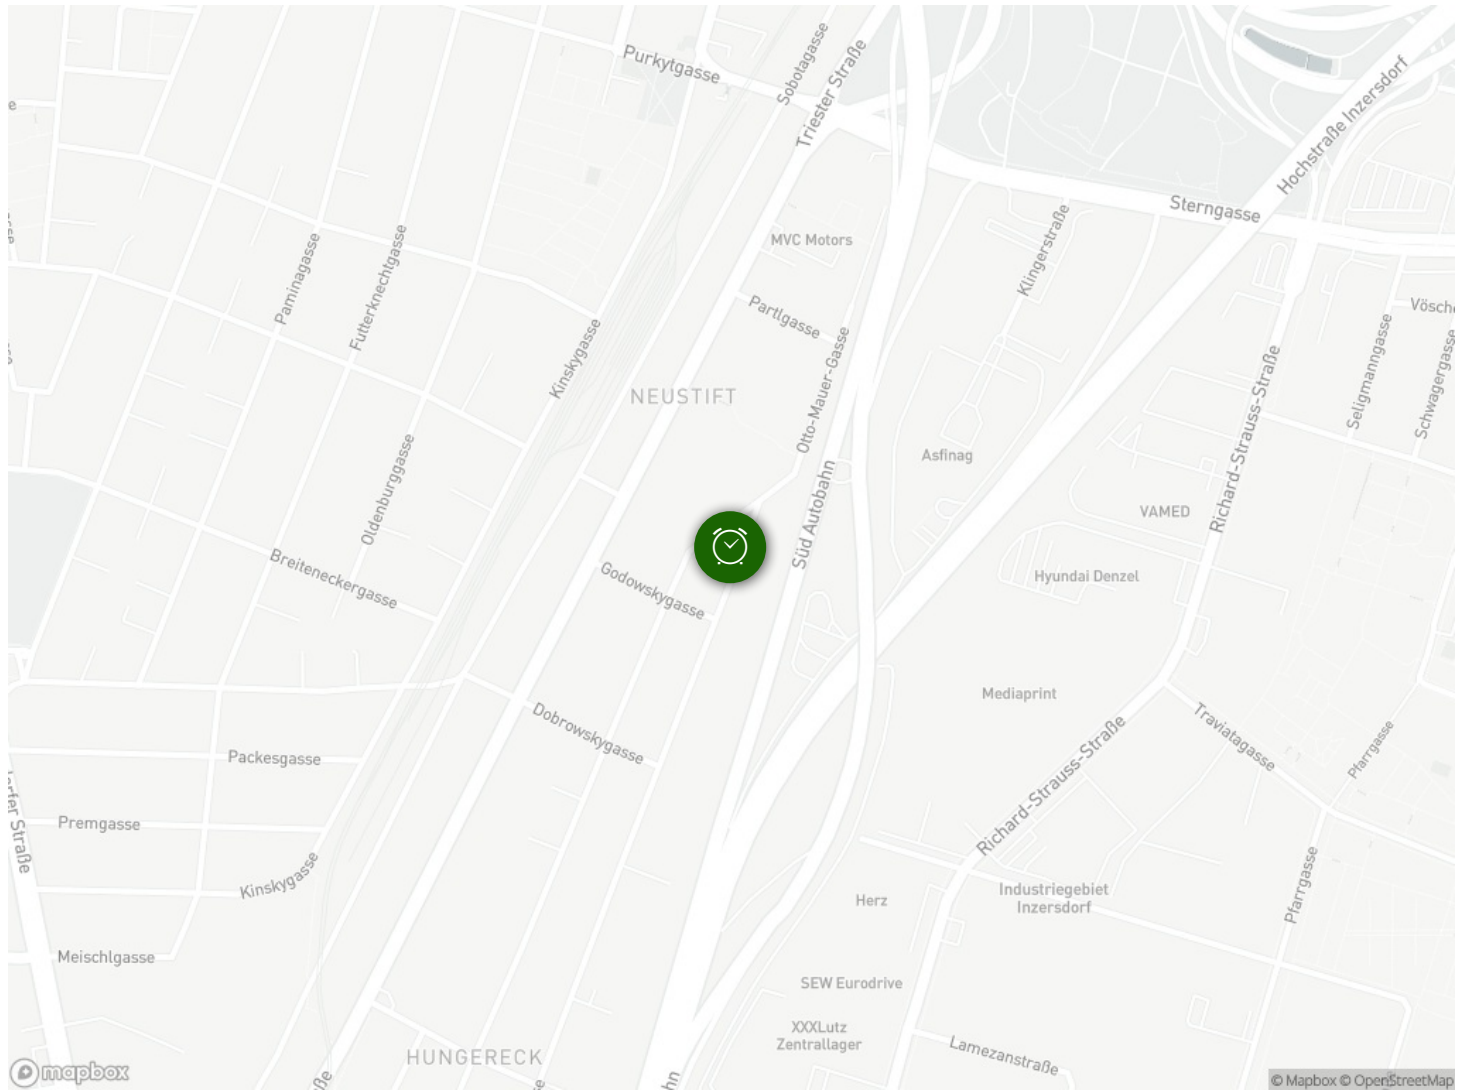 Purkytgasse
Sobotagasse
Triester Straße
Hochstraße Inzersdorf
Sterngasse
MVC Motors
Klingerstraße
Paminagasse
Futterknechtgasse
Partlgasse
Kinskygasse
Otto-Mauer-Gasse
Seligmanngasse
Schwagergasse
NEUSTIFT
Richard-Strauss-Straße
Asfinag
Oldenburggasse
Süd Autobahn
VAMED
Breiteneckergasse
Godowskygasse
Hyundai Denzel
Mediaprint
Dobrowskygasse
Traviatagasse
Pfarrgasse
Packesgasse
Richard-Strauss-Straße
Premgasse
Straße
Kinskygasse
Herz
Industriegebiet
Inzersdorf
Pfarrgasse
Meischlgasse
SEW Eurodrive
XXXLutz
Zentrallager
HUNGERECK
Lamezanstraße
mapbox
© Mapbox © OpenStreetMap